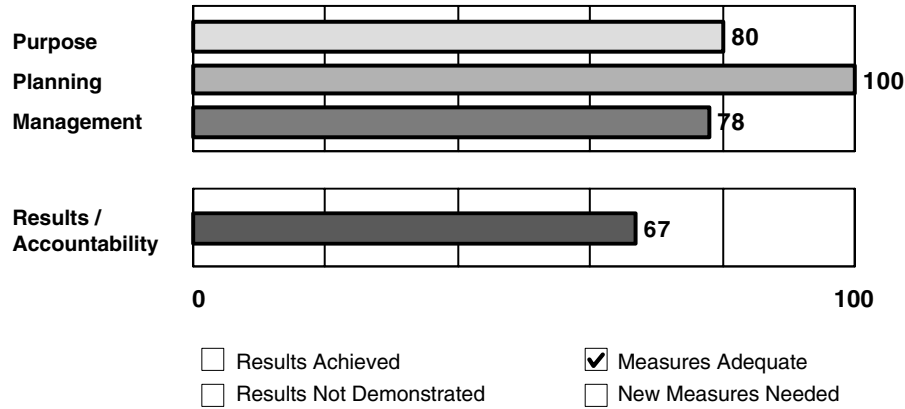 Purpose 80
Planning 100
Management 78
Results /
Accountability 67
0 100
Results Achieved Measures Adequate
Results Not Demonstrated New Measures Needed